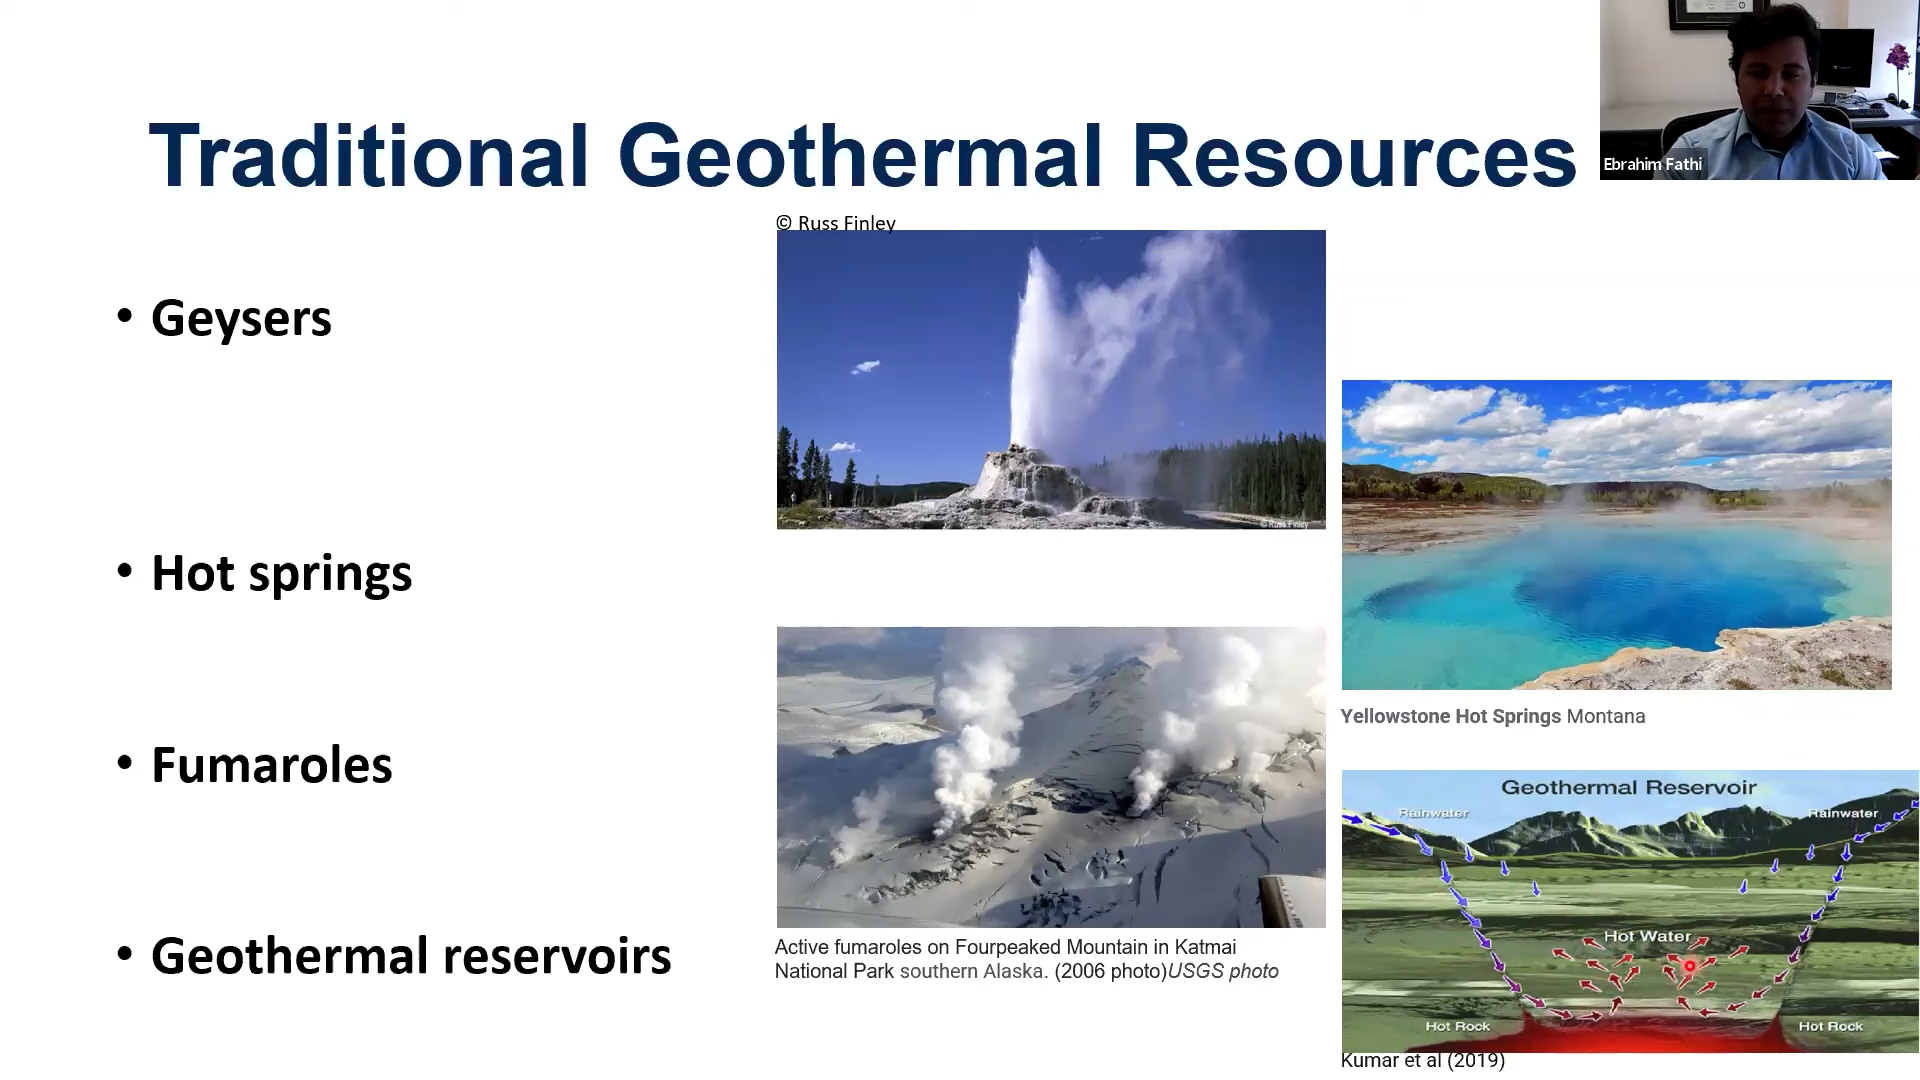 Ebrahim Fathi
Traditional Geothermal Resources
© Russ Finley
• Geysers
© Russ Finley
• Hot springs
Yellowstone Hot Springs Montana
• Fumaroles
Geothermal Reservoir
Rainwater
Rainwater
Hot Water
• Geothermal reservoirs
Active fumaroles on Fourpeaked Mountain in Katmai
National Park southern Alaska. (2006 photo)USGS photo
Hot Rock
Hot Rock
Kumar et al (2019)